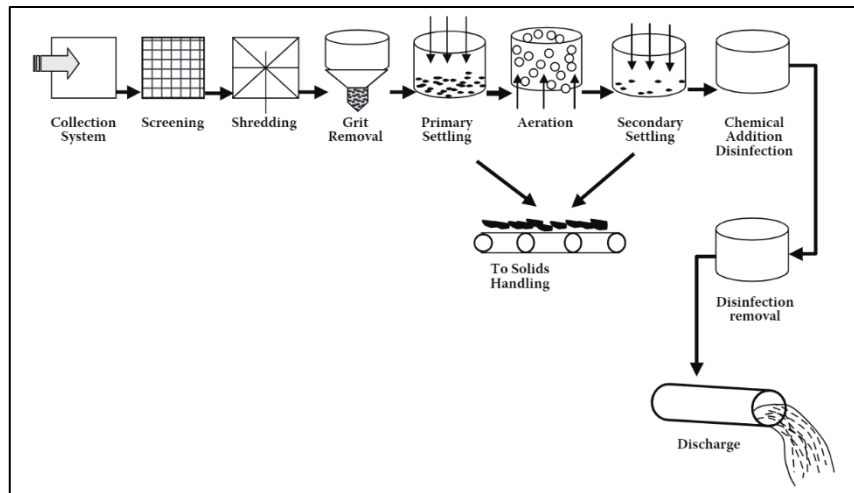 Collection
System
Screening
Shredding
Grit
Removal
Primary
Settling
Aeration
Secondary
Settling
Chemical
Addition
Disinfection
To Solids
Handling
Disinfection
removal
Discharge